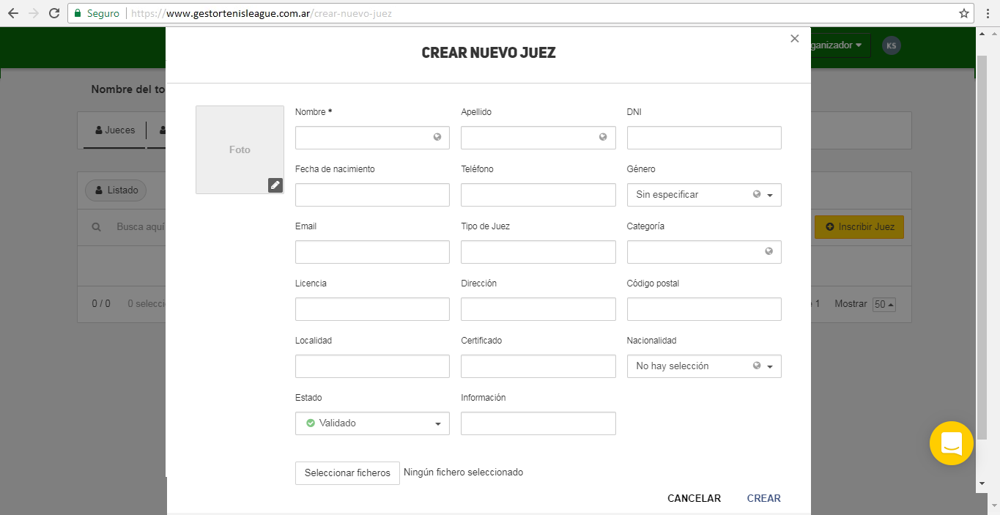 Seguro https://www.gestortenisleague.com.ar/crear-nuevo-juez
CREAR NUEVO JUEZ
ganizador
KS
Nombre del to
Jueces
Listado
Busca aquí
Inscribir Juez
0 / 0 0 selecci
1 Mostrar 50
Foto
Nombre * Apellido DNI
Fecha de nacimiento Teléfono Género
Sin especificar
Email Tipo de Juez Categoría
Licencia Dirección Código postal
Localidad Certificado Nacionalidad
No hay selección
Estado Información
Validado
Seleccionar ficheros Ningún fichero seleccionado
CANCELAR CREAR